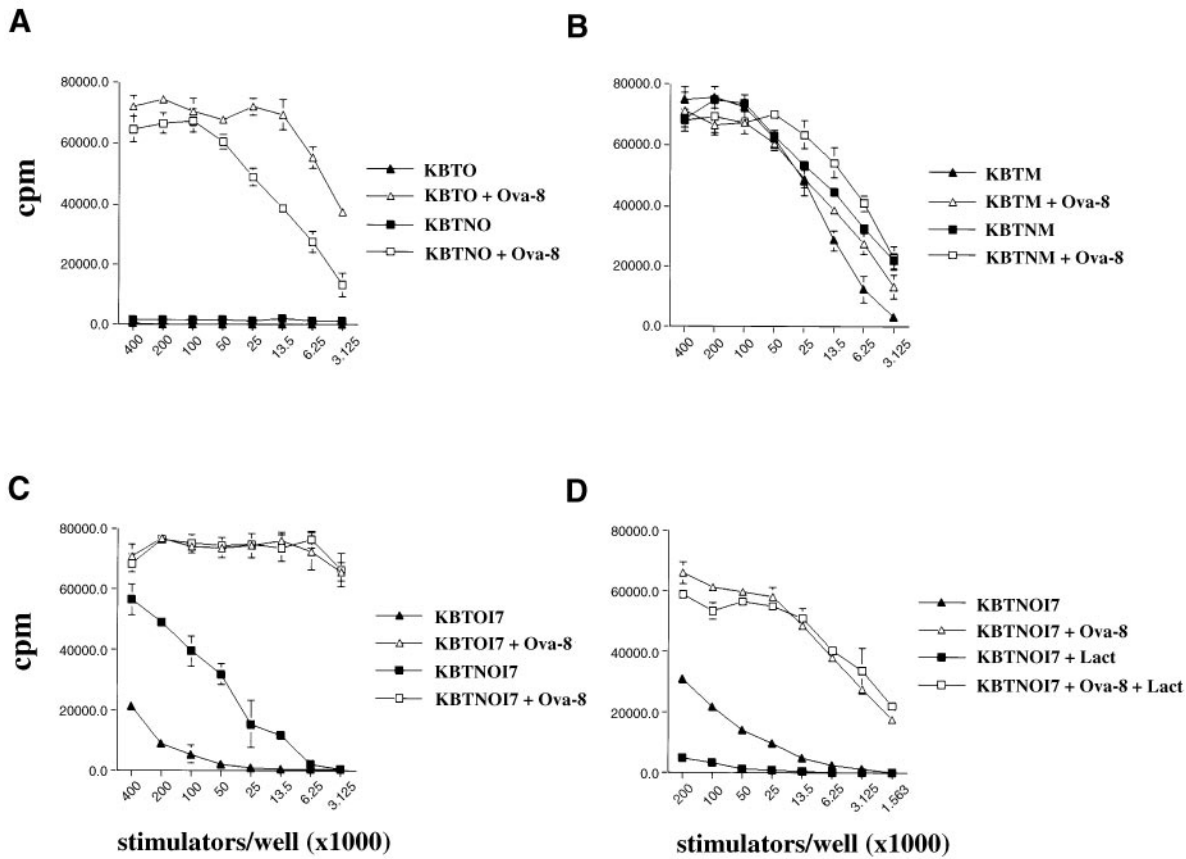 A
cpm
80000.0
60000.0
40000.0
20000.0
0.0
400
200
100
50
25
13.5
6.25
3.125
KBTO
KBTO + Ova-8
KBTNO
KBTNO + Ova-8
B
80000.0
60000.0
40000.0
20000.0
0.0
400
200
100
50
25
13.5
6.25
3.125
KBTM
KBTM + Ova-8
KBTNM
KBTNM + Ova-8
C
cpm
80000.0
60000.0
40000.0
20000.0
0.0
400
200
100
50
25
13.5
6.25
3.125
stimulators/well (x1000)
KBTOI7
KBTOI7 + Ova-8
KBTNOI7
KBTNOI7 + Ova-8
D
80000.0
60000.0
40000.0
20000.0
0.0
200
100
50
25
13.5
6.25
3.125
1.563
stimulators/well (x1000)
KBTNOI7
KBTNOI7 + Ova-8
KBTNOI7 + Lact
KBTNOI7 + Ova-8 + Lact